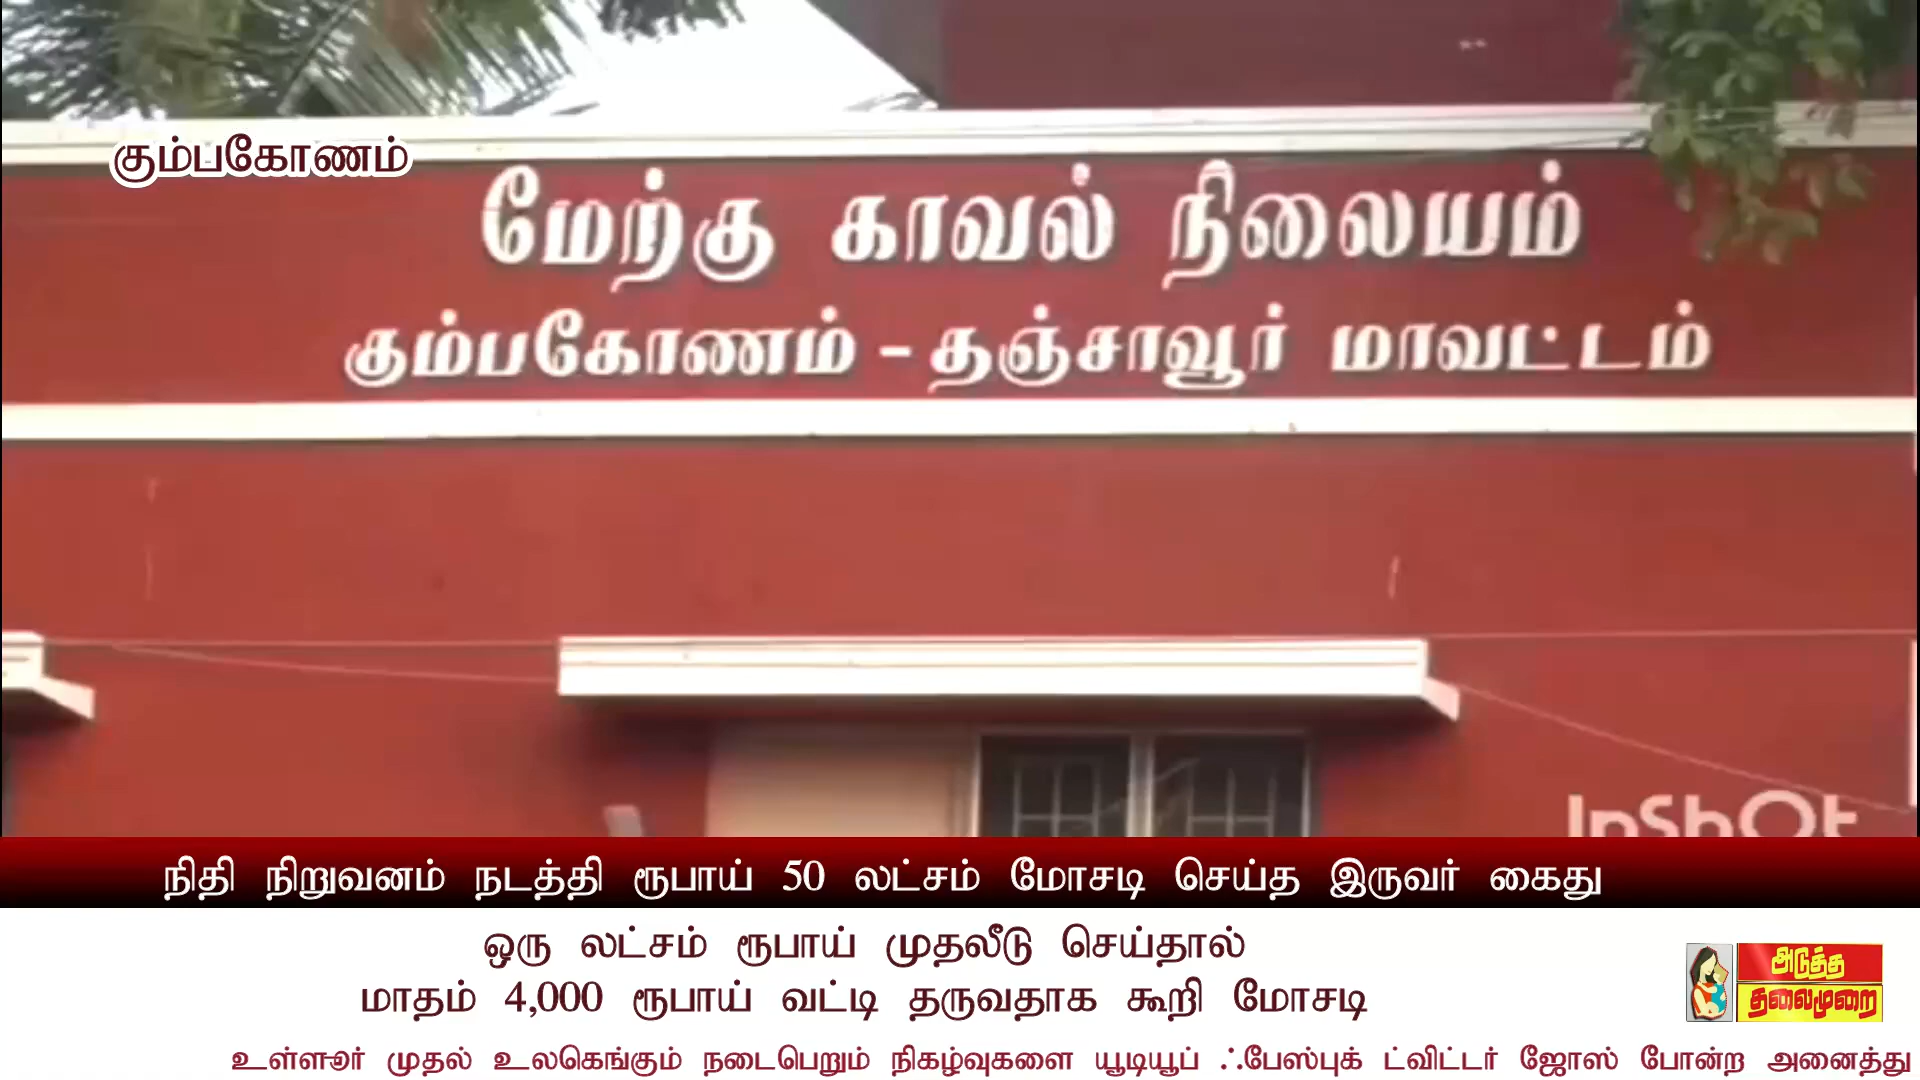 கும்பகோணம்
மேற்கு காவல் நிலையம்
கும்பகோணம் - தஞ்சாவூர் மாவட்டம்
InShOt
நிதி நிறுவனம் நடத்தி ரூபாய் 50 லட்சம் மோசடி செய்த இருவர் கைது
ஒரு லட்சம் ரூபாய் முதலீடு செய்தால்
மாதம் 4,000 ரூபாய் வட்டி தருவதாக கூறி மோசடி
அடுத்த
தலைமுறை
உள்ளூர் முதல் உலகெங்கும் நடைபெறும் நிகழ்வுகளை யூடியூப் ஃபேஸ்புக் ட்விட்டர் ஜோஸ் போன்ற அனைத்து